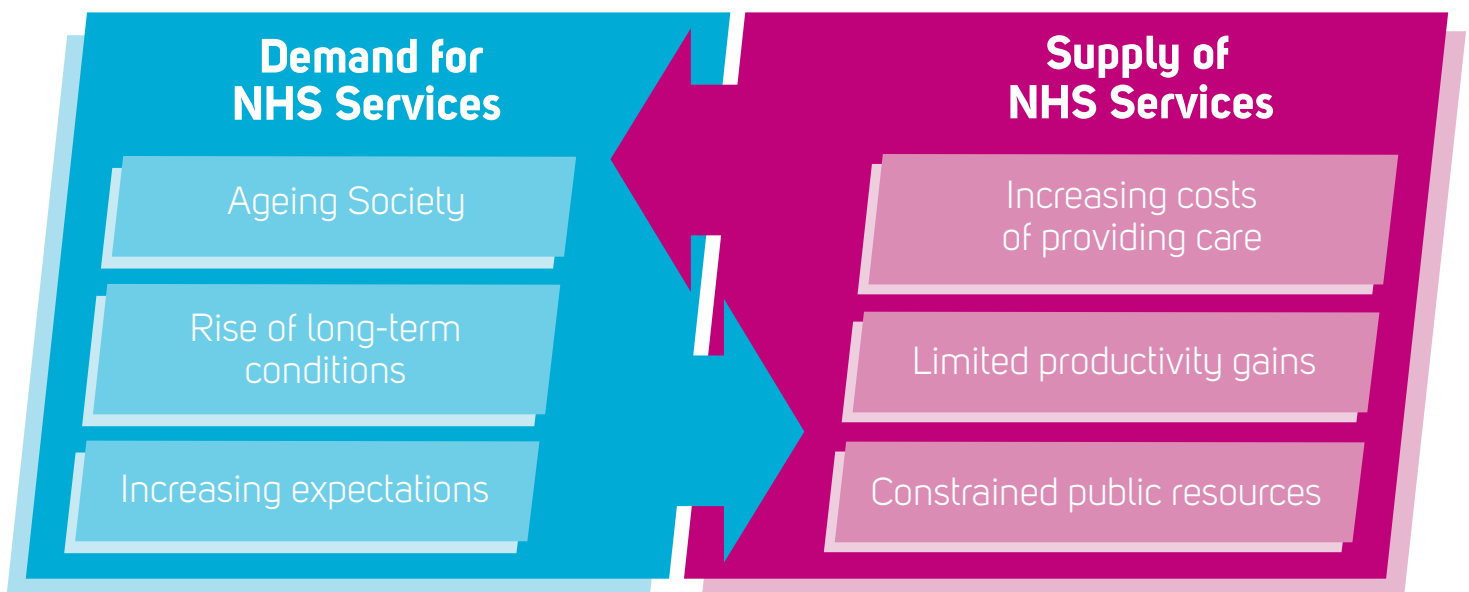 Demand for
NHS Services
Ageing Society
Rise of long-term
conditions
Increasing expectations
Supply of
NHS Services
Increasing costs
of providing care
Limited productivity gains
Constrained public resources